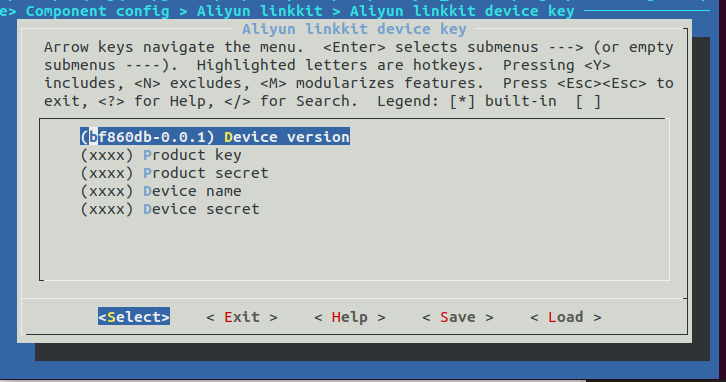 e> Component config > Aliyun linkkit > Aliyun linkkit device key
Aliyun linkkit device key
Arrow keys navigate the menu.  <Enter> selects submenus ---> (or empty
submenus ----).  Highlighted letters are hotkeys.  Pressing <Y>
includes, <N> excludes, <M> modularizes features.  Press <Esc><Esc> to
exit, <?> for Help, </> for Search.  Legend: [*] built-in  [ ]
(bf860db-0.0.1) Device version
(xxxx) Product key
(xxxx) Product secret
(xxxx) Device name
(xxxx) Device secret
<Select>    < Exit >    < Help >    < Save >    < Load >